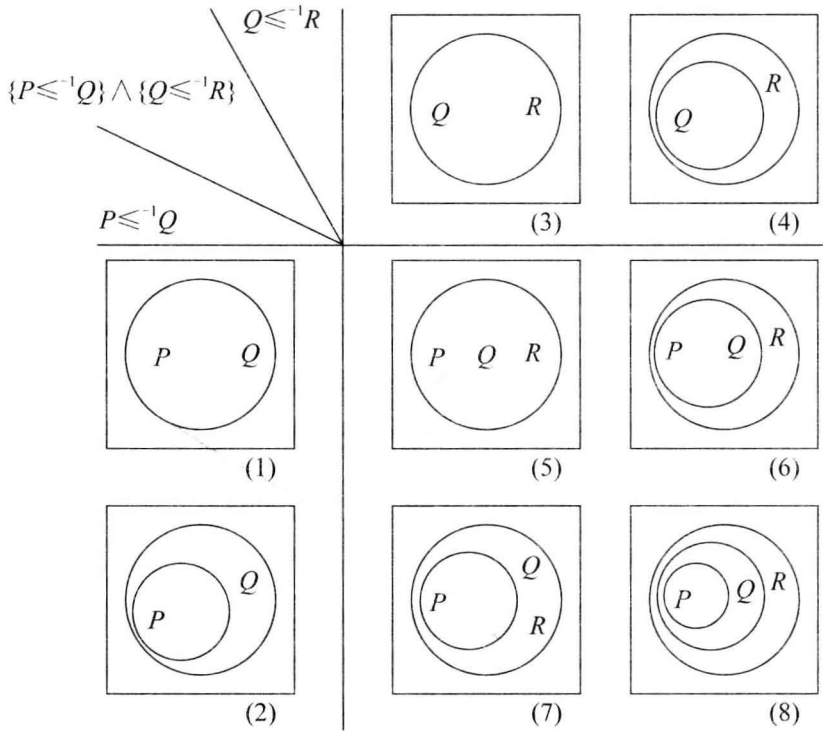 Q≤⁻¹R
{P≤⁻¹Q}∧{Q≤⁻¹R}
P≤⁻¹Q
Q R
(3)
Q R
(4)
P Q
(1)
P Q R
(5)
P Q R
(6)
P Q
(2)
P Q R
(7)
P Q R
(8)